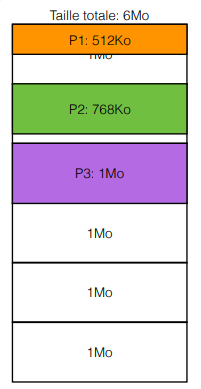 Taille totale: 6Mo
P1: 512Ko
1Mo
P2: 768Ko
P3: 1Mo
1Mo
1Mo
1Mo